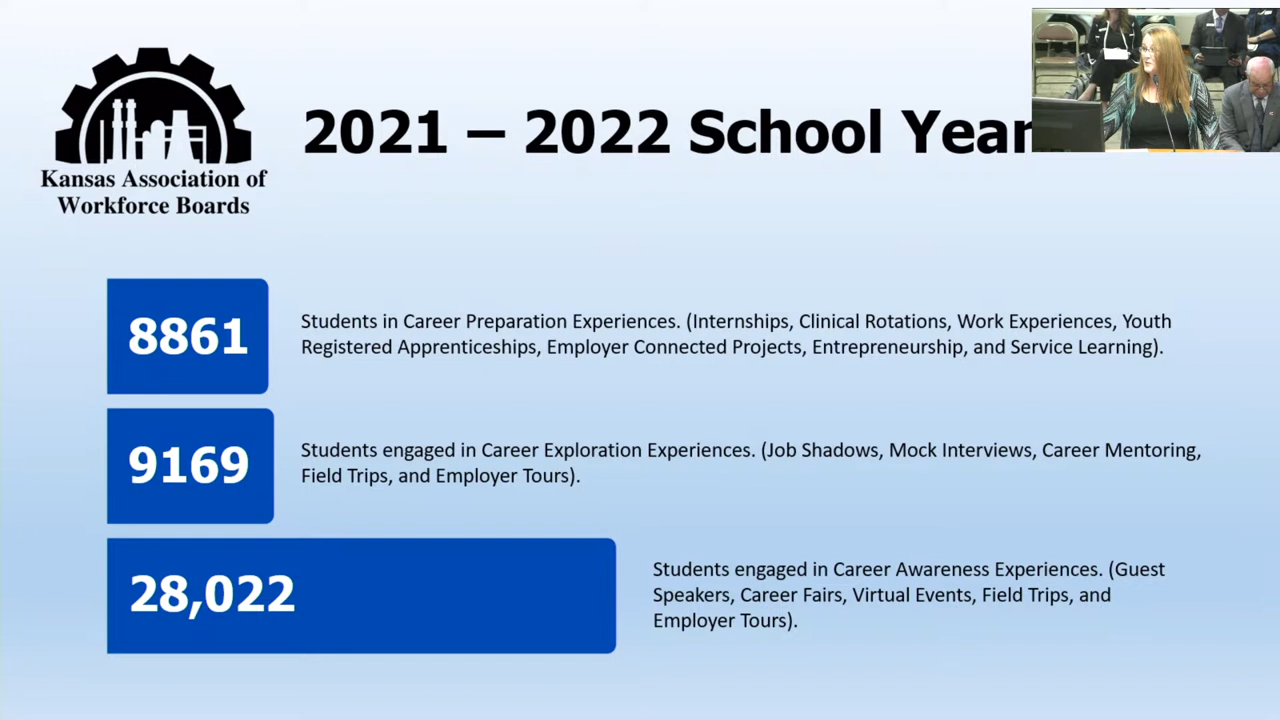 Kansas Association of
Workforce Boards
2021 – 2022 School Year
8861
Students in Career Preparation Experiences. (Internships, Clinical Rotations, Work Experiences, Youth
Registered Apprenticeships, Employer Connected Projects, Entrepreneurship, and Service Learning).
9169
Students engaged in Career Exploration Experiences. (Job Shadows, Mock Interviews, Career Mentoring,
Field Trips, and Employer Tours).
28,022
Students engaged in Career Awareness Experiences. (Guest
Speakers, Career Fairs, Virtual Events, Field Trips, and
Employer Tours).